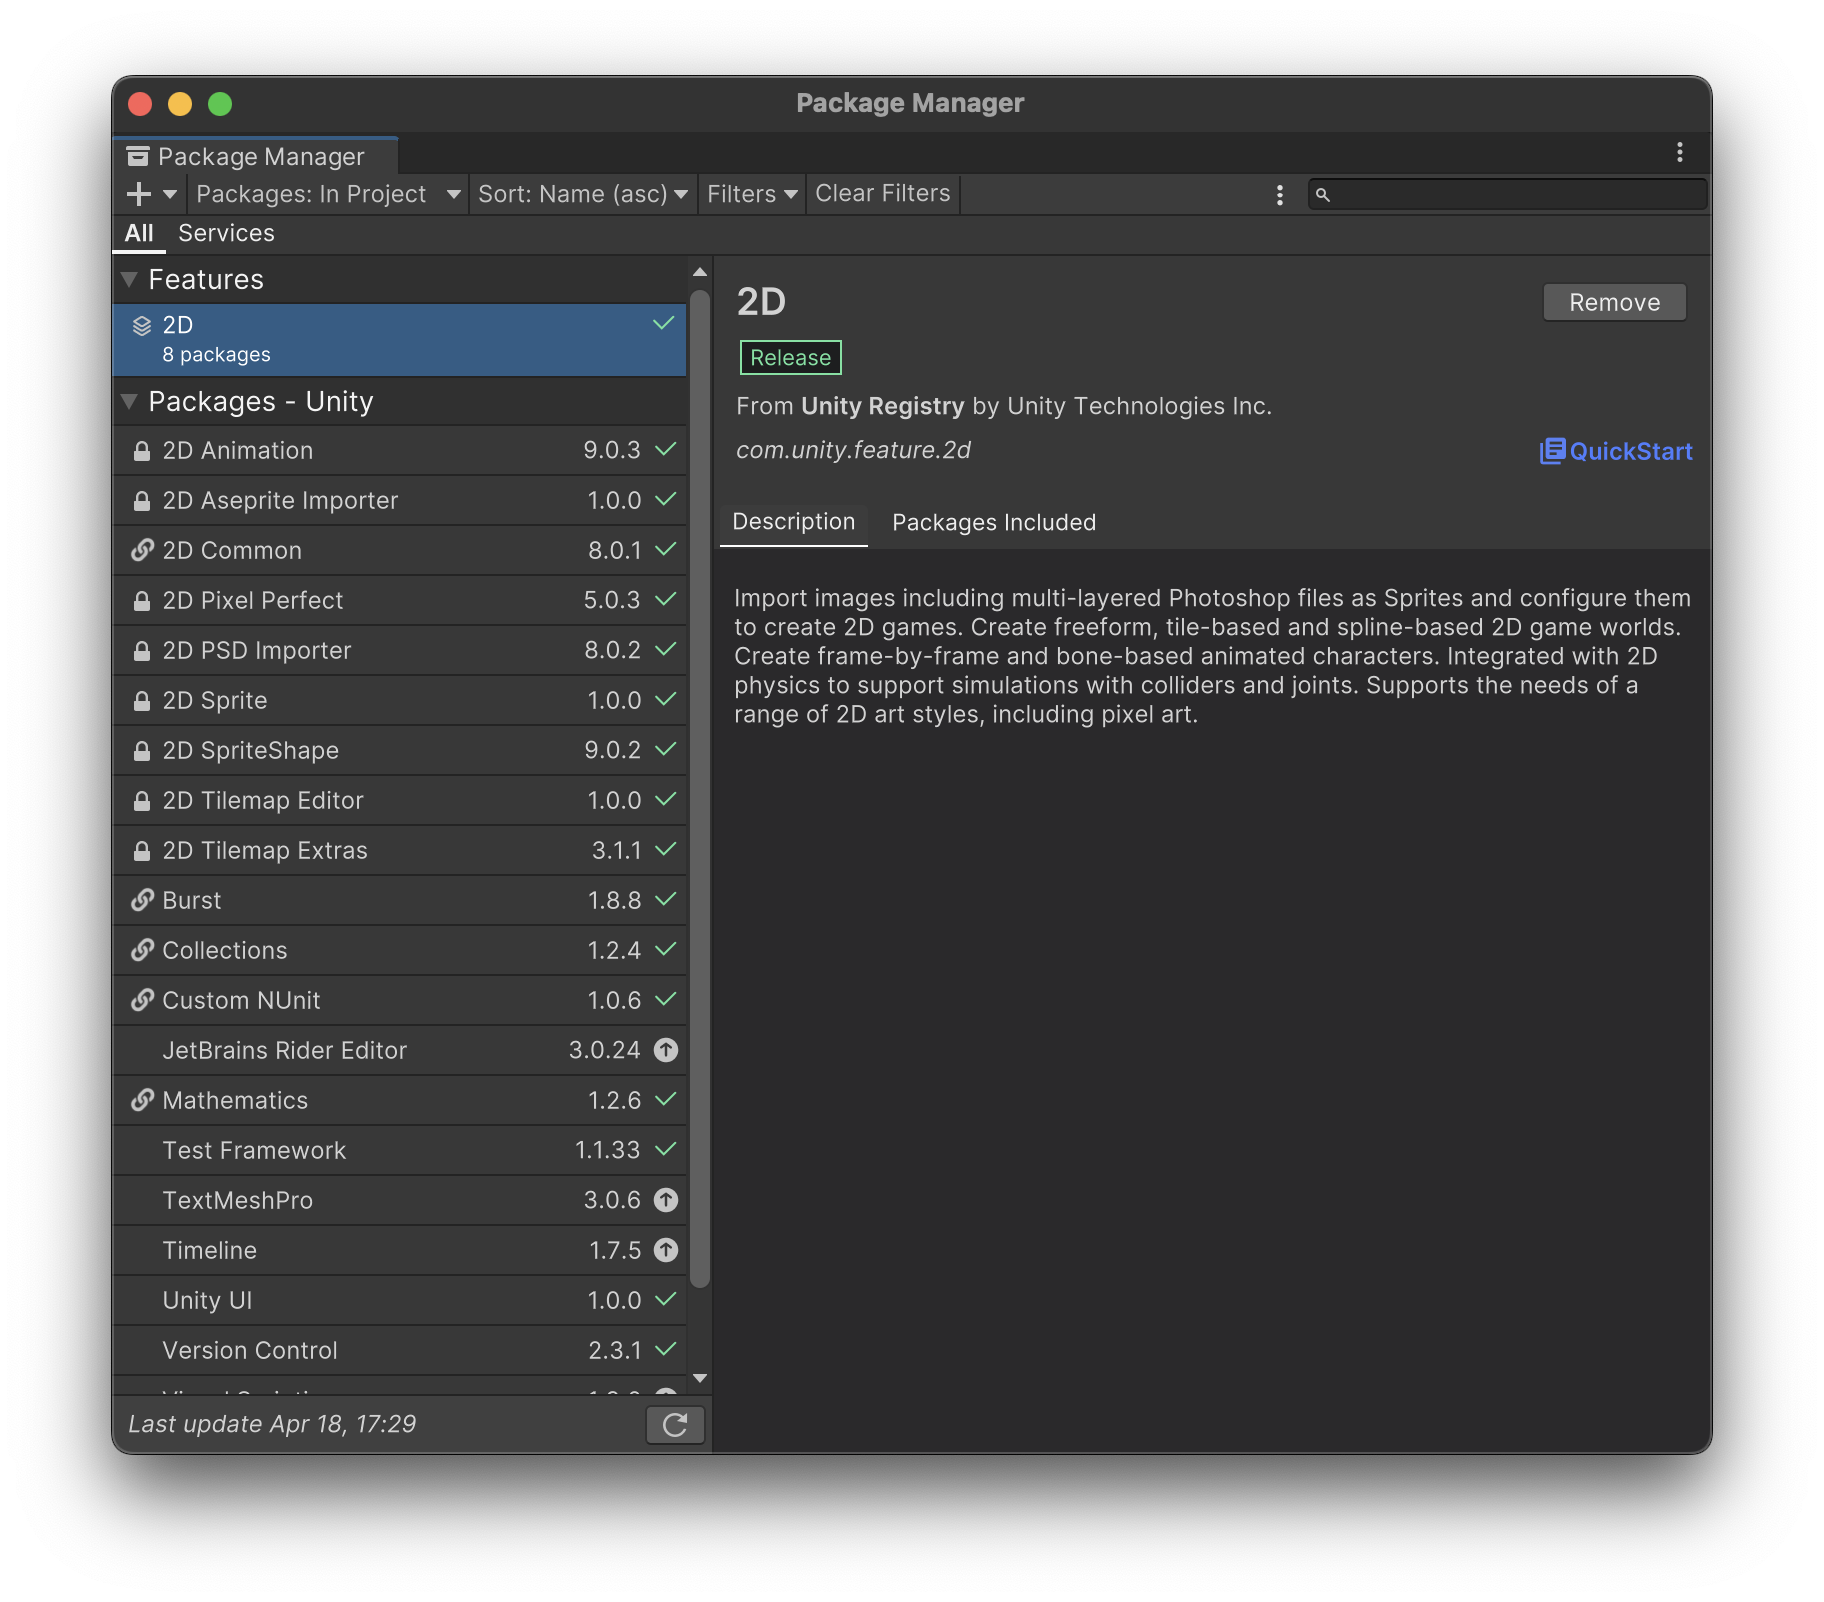 Package Manager
Package Manager
Packages: In Project
Sort: Name (asc)
Filters
Clear Filters
All
Services
Features
2D
8 packages
Packages - Unity
2D Animation 9.0.3
2D Aseprite Importer 1.0.0
2D Common 8.0.1
2D Pixel Perfect 5.0.3
2D PSD Importer 8.0.2
2D Sprite 1.0.0
2D SpriteShape 9.0.2
2D Tilemap Editor 1.0.0
2D Tilemap Extras 3.1.1
Burst 1.8.8
Collections 1.2.4
Custom NUnit 1.0.6
JetBrains Rider Editor 3.0.24
Mathematics 1.2.6
Test Framework 1.1.33
TextMeshPro 3.0.6
Timeline 1.7.5
Unity UI 1.0.0
Version Control 2.3.1
Last update Apr 18, 17:29
2D
Remove
Release
From Unity Registry by Unity Technologies Inc.
com.unity.feature.2d
QuickStart
Description
Packages Included
Import images including multi-layered Photoshop files as Sprites and configure them
to create 2D games. Create freeform, tile-based and spline-based 2D game worlds.
Create frame-by-frame and bone-based animated characters. Integrated with 2D
physics to support simulations with colliders and joints. Supports the needs of a
range of 2D art styles, including pixel art.